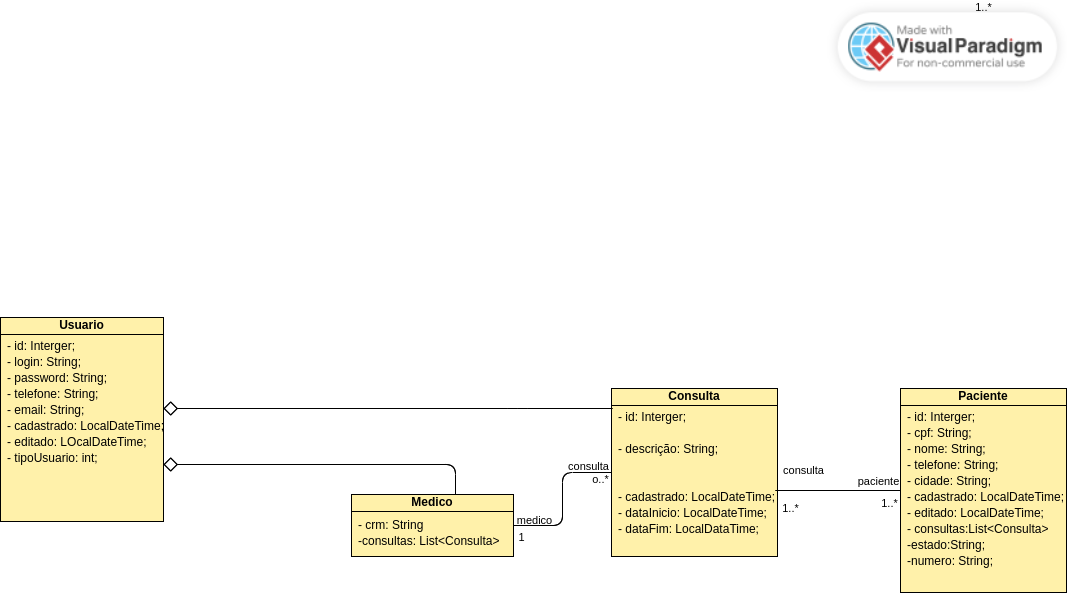 1..*
Made with
Visual Paradigm
For non-commercial use
Usuario
- id: Interger;
- login: String;
- password: String;
- telefone: String;
- email: String;
- cadastrado: LocalDateTime;
- editado: LOcalDateTime;
- tipoUsuario: int;
Medico
- crm: String
-consultas: List<Consulta>
medico
1
consulta
o..*
Consulta
- id: Interger;
- descrição: String;
- cadastrado: LocalDateTime;
- dataInicio: LocalDateTime;
- dataFim: LocalDataTime;
consulta
1..*
paciente
1..*
Paciente
- id: Interger;
- cpf: String;
- nome: String;
- telefone: String;
- cidade: String;
- cadastrado: LocalDateTime;
- editado: LocalDateTime;
- consultas:List<Consulta>
-estado:String;
-numero: String;